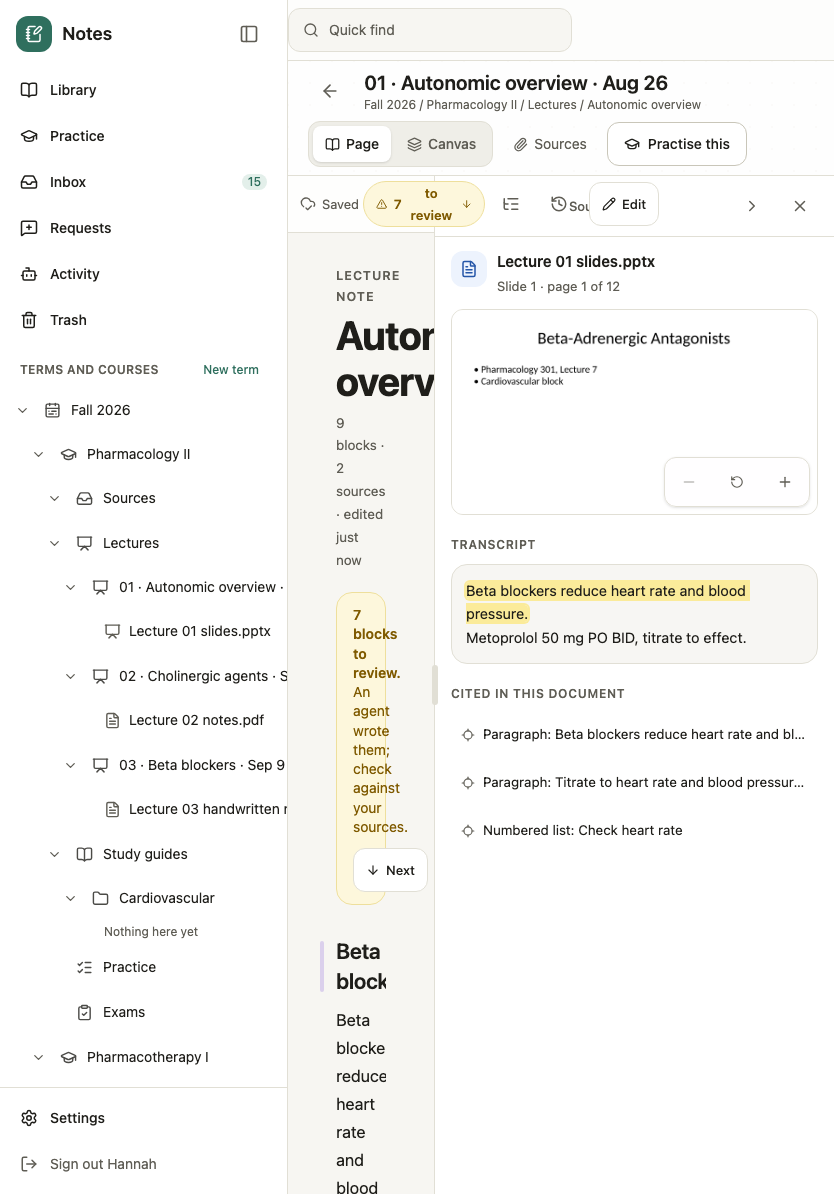 Notes
Library
Practice
Inbox
15
Requests
Activity
Trash
TERMS AND COURSES
New term
Fall 2026
Pharmacology II
Sources
Lectures
01 · Autonomic overview ·
Lecture 01 slides.pptx
02 · Cholinergic agents · S
Lecture 02 notes.pdf
03 · Beta blockers · Sep 9
Lecture 03 handwritten
Study guides
Cardiovascular
Nothing here yet
Practice
Exams
Pharmacotherapy I
Settings
Sign out Hannah
Quick find
01 · Autonomic overview · Aug 26
Fall 2026 / Pharmacology II / Lectures / Autonomic overview
Page
Canvas
Sources
Practise this
Saved
7
to
review
Sou
Edit
LECTURE
NOTE
Auton
overv
9
blocks ·
2
sources
· edited
just
now
7
blocks
to
review.
An
agent
wrote
them;
check
against
your
sources.
Next
Beta
block
Beta
blocke
reduce
heart
rate
and
blood
Lecture 01 slides.pptx
Slide 1 · page 1 of 12
Beta-Adrenergic Antagonists
• Pharmacology 301, Lecture 7
• Cardiovascular block
TRANSCRIPT
Beta blockers reduce heart rate and blood
pressure.
Metoprolol 50 mg PO BID, titrate to effect.
CITED IN THIS DOCUMENT
Paragraph: Beta blockers reduce heart rate and bl...
Paragraph: Titrate to heart rate and blood pressur...
Numbered list: Check heart rate